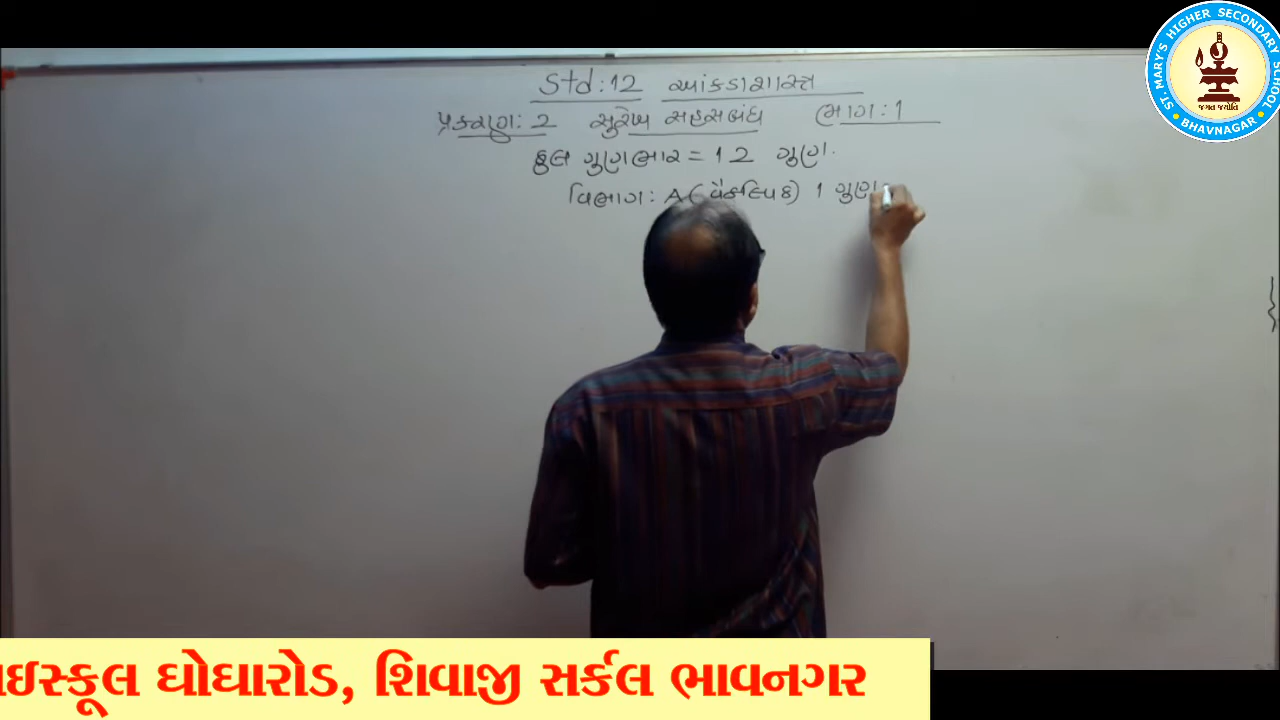 Std: 12 આંકડાશાસ્ત્ર
પ્રકરણ: 2 સુરેખ સહસંબંધ ભાગ: 1
કુલ ગુણભાર = 12 ગુણ.
વિભાગ: A (વૈકલ્પિક) 1 ગુણ
ST. MARY'S HIGHER SECONDARY SCHOOL
જગત જ્યોતિ
BHAVNAGAR
ાઇસ્કૂલ ઘોઘારોડ, શિવાજી સર્કલ ભાવનગર